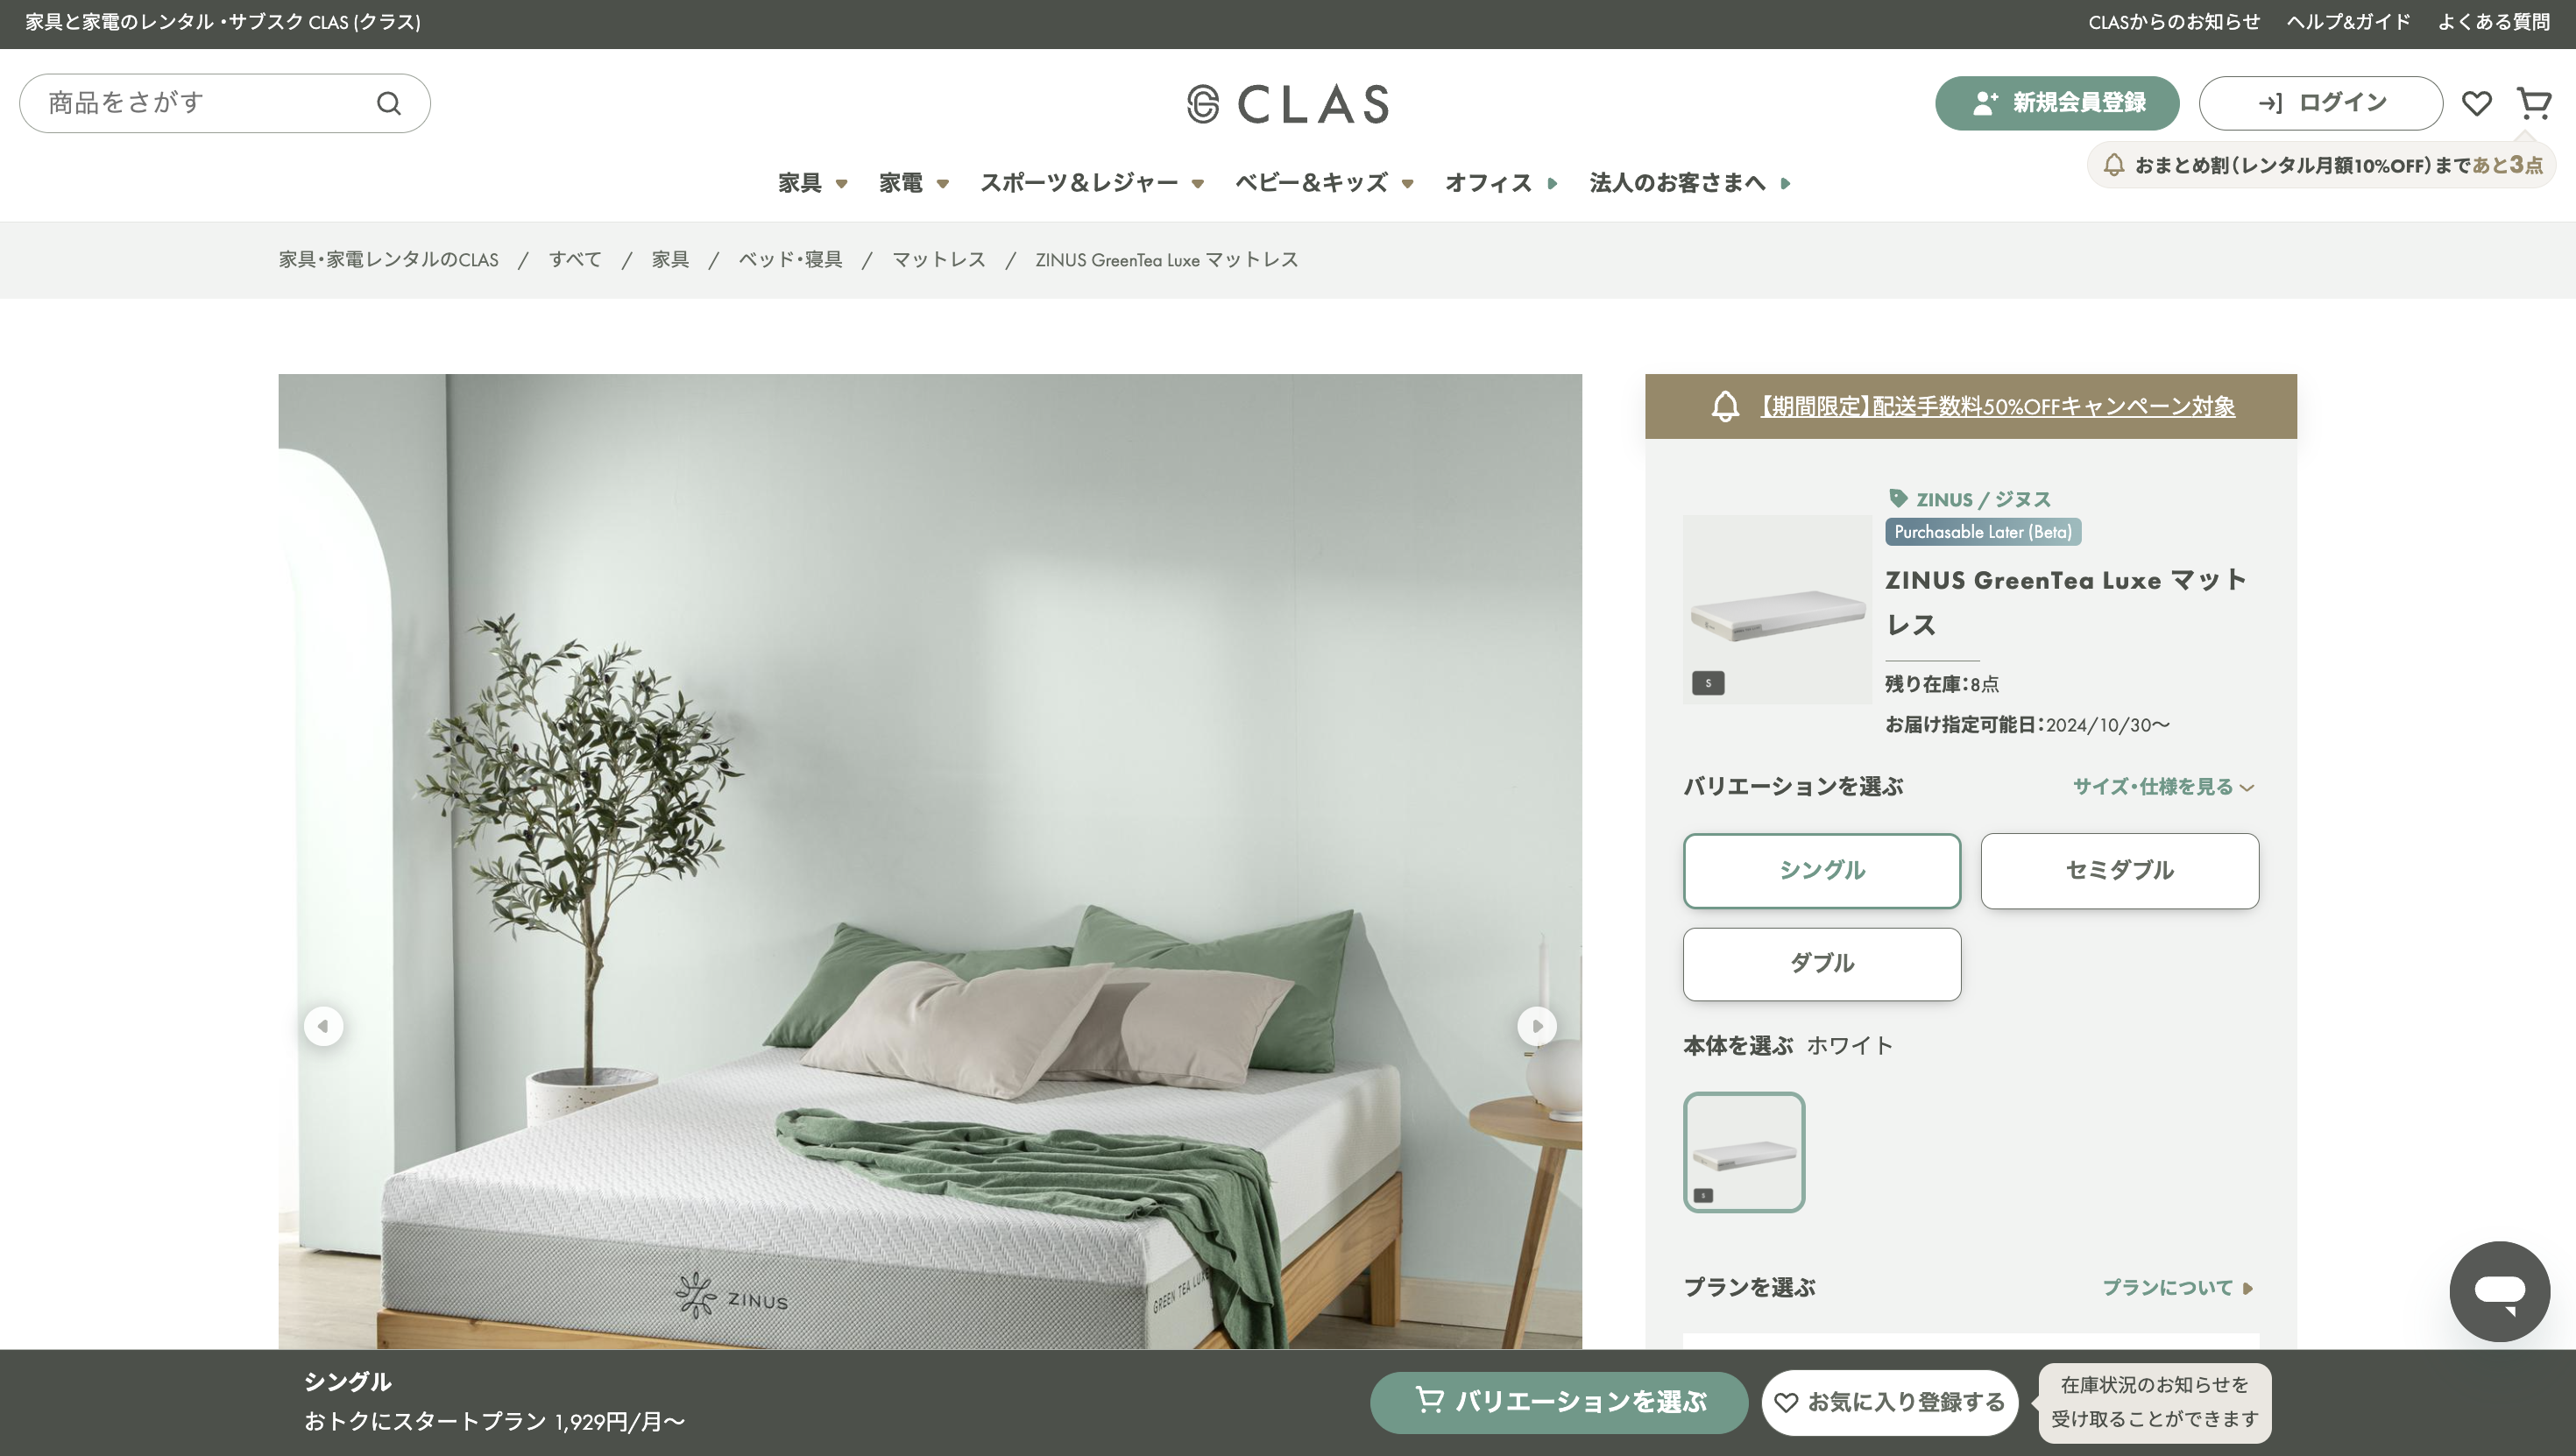 家具と家電のレンタル・サブスク CLAS (クラス)
CLASからのお知らせ ヘルプ&ガイド よくある質問
商品をさがす
CLAS
新規会員登録
ログイン
おまとめ割(レンタル月額10%OFF)まであと3点
家具 家電 スポーツ&レジャー ベビー&キッズ オフィス 法人のお客さまへ
家具・家電レンタルのCLAS / すべて / 家具 / ベッド・寝具 / マットレス / ZINUS GreenTea Luxe マットレス
ZINUS
GREEN TEA LUXE
【期間限定】配送手数料50%OFFキャンペーン対象
ZINUS / ジヌス
Purchasable Later (Beta)
ZINUS GreenTea Luxe マット
レス
S
残り在庫：8点
お届け指定可能日：2024/10/30〜
バリエーションを選ぶ
サイズ・仕様を見る
シングル
セミダブル
ダブル
本体を選ぶ ホワイト
S
プランを選ぶ
プランについて
シングル
おトクにスタートプラン 1,929円/月〜
バリエーションを選ぶ
お気に入り登録する
在庫状況のお知らせを
受け取ることができます